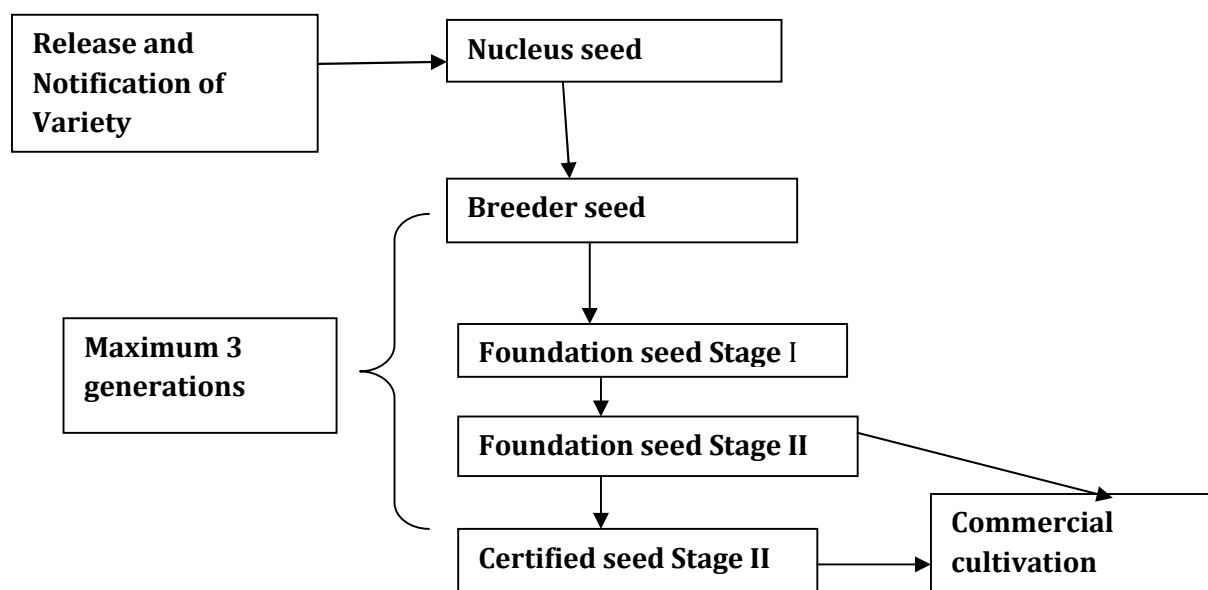 Release and
Notification of
Variety
Nucleus seed
Breeder seed
Maximum 3
generations
Foundation seed Stage I
Foundation seed Stage II
Certified seed Stage II
Commercial
cultivation